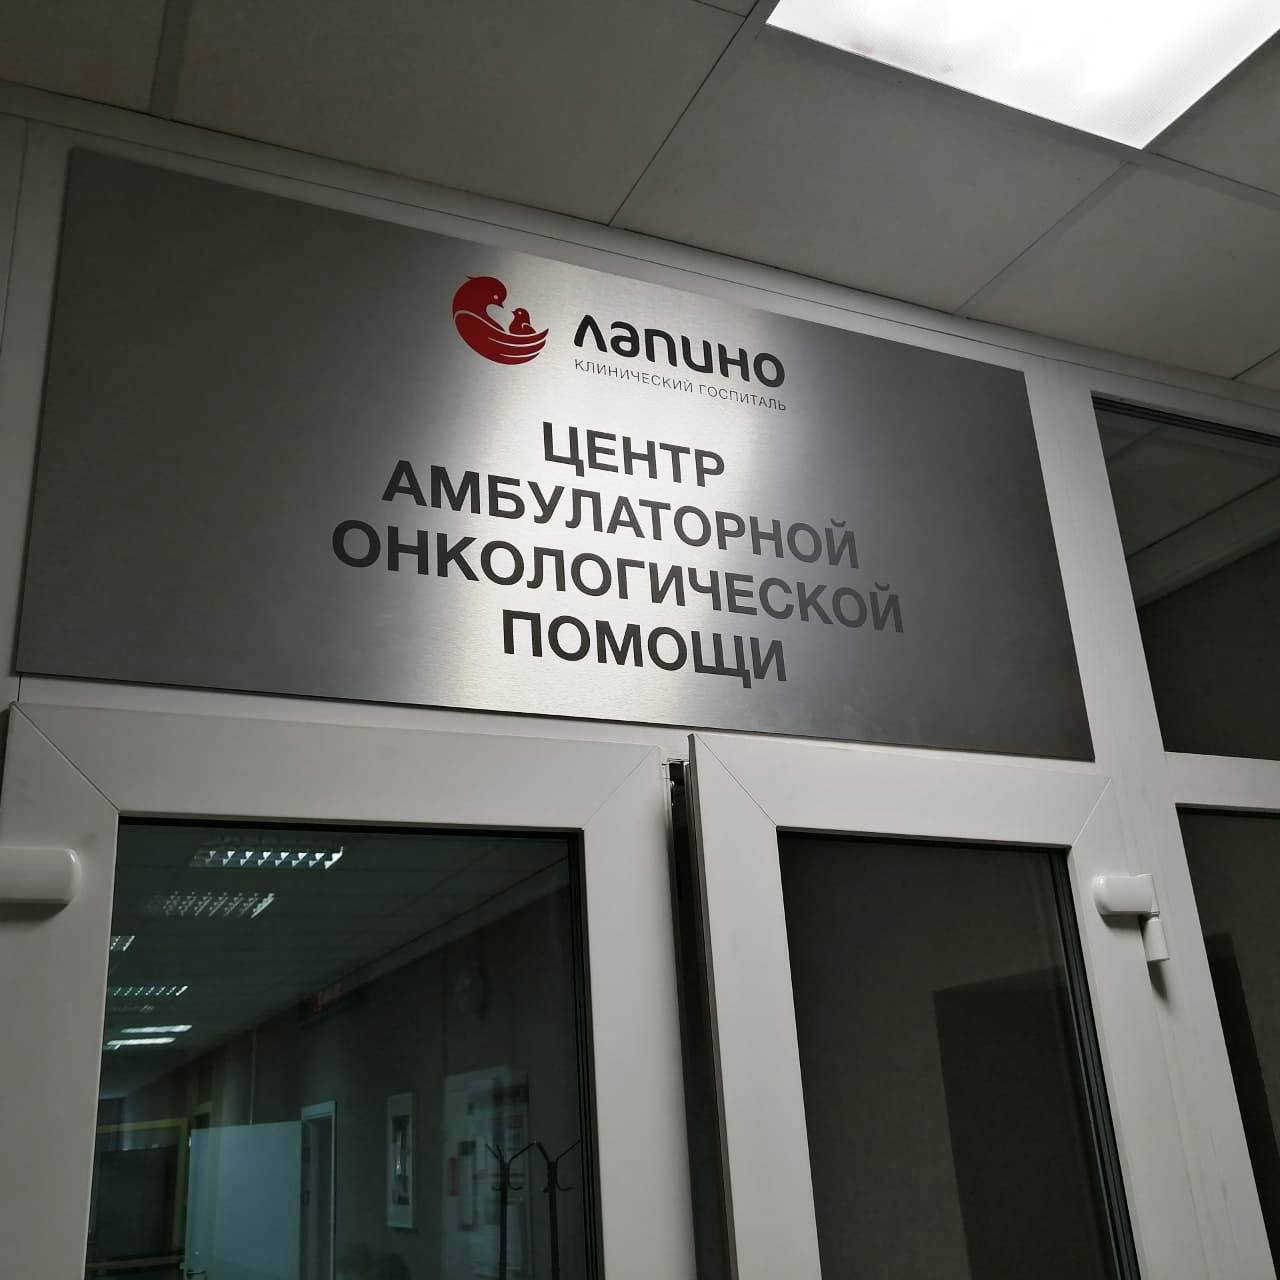 Лапино
КЛИНИЧЕСКИЙ ГОСПИТАЛЬ
ЦЕНТР
АМБУЛАТОРНОЙ
ОНКОЛОГИЧЕСКОЙ
ПОМОЩИ